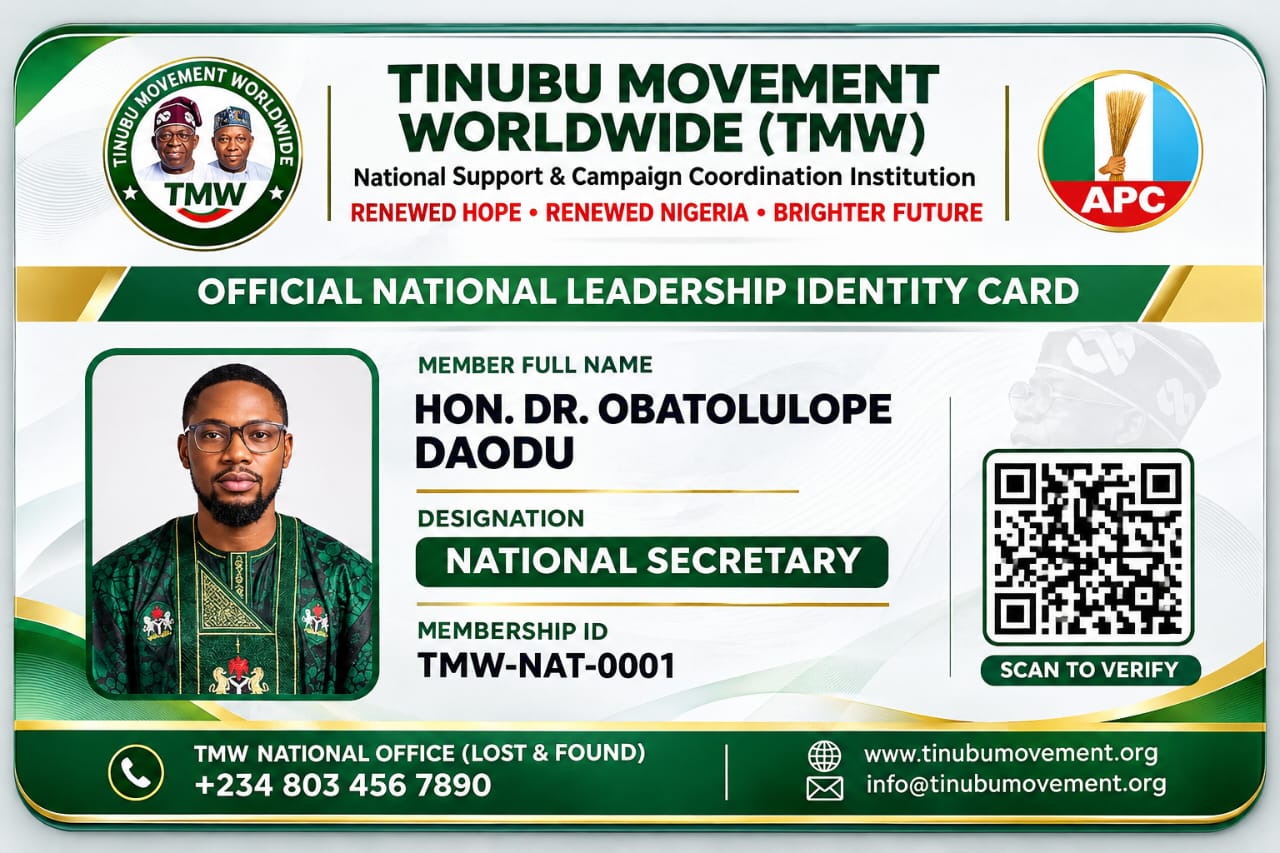 TINUBU MOVEMENT WORLDWIDE
TMW
TINUBU MOVEMENT
WORLDWIDE (TMW)
National Support & Campaign Coordination Institution
RENEWED HOPE • RENEWED NIGERIA • BRIGHTER FUTURE
APC
OFFICIAL NATIONAL LEADERSHIP IDENTITY CARD
MEMBER FULL NAME
HON. DR. OBATOLULOPE
DAODU
DESIGNATION
NATIONAL SECRETARY
MEMBERSHIP ID
TMW-NAT-0001
SCAN TO VERIFY
TMW NATIONAL OFFICE (LOST & FOUND)
+234 803 456 7890
www.tinubumovement.org
info@tinubumovement.org